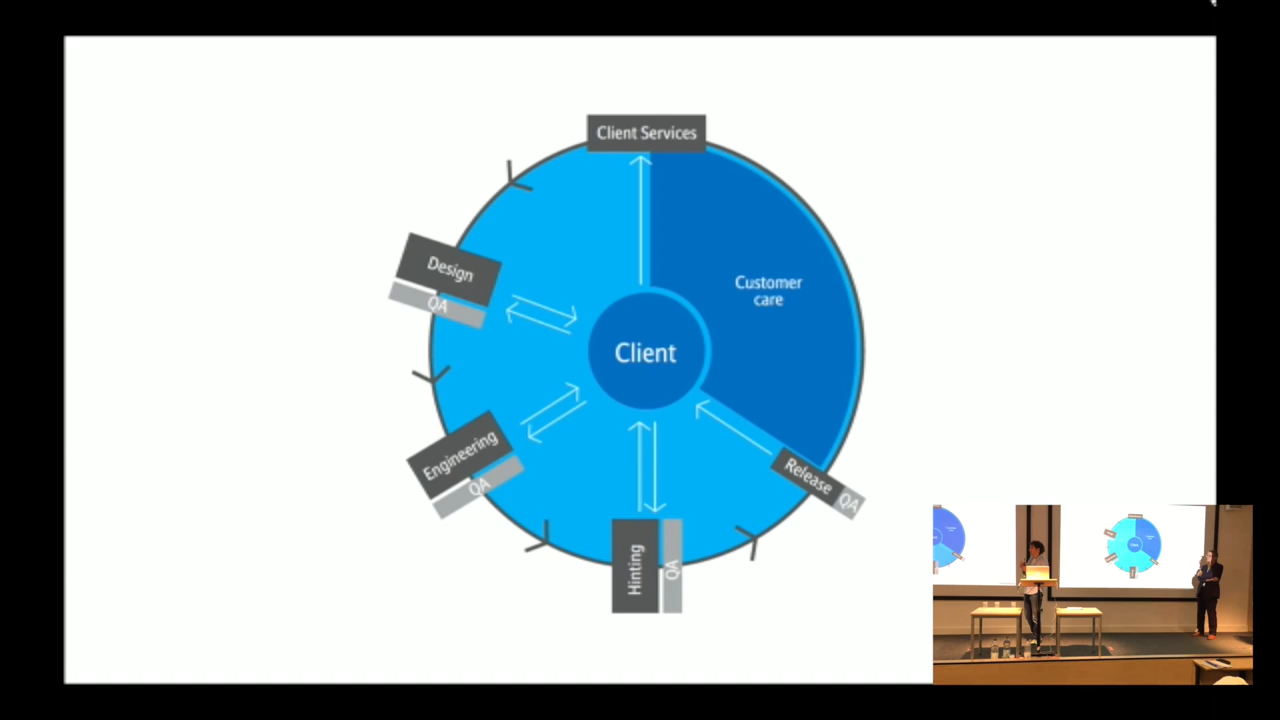 Client Services
Design
QA
Customer
care
Client
Engineering
QA
Release
QA
Hinting
QA